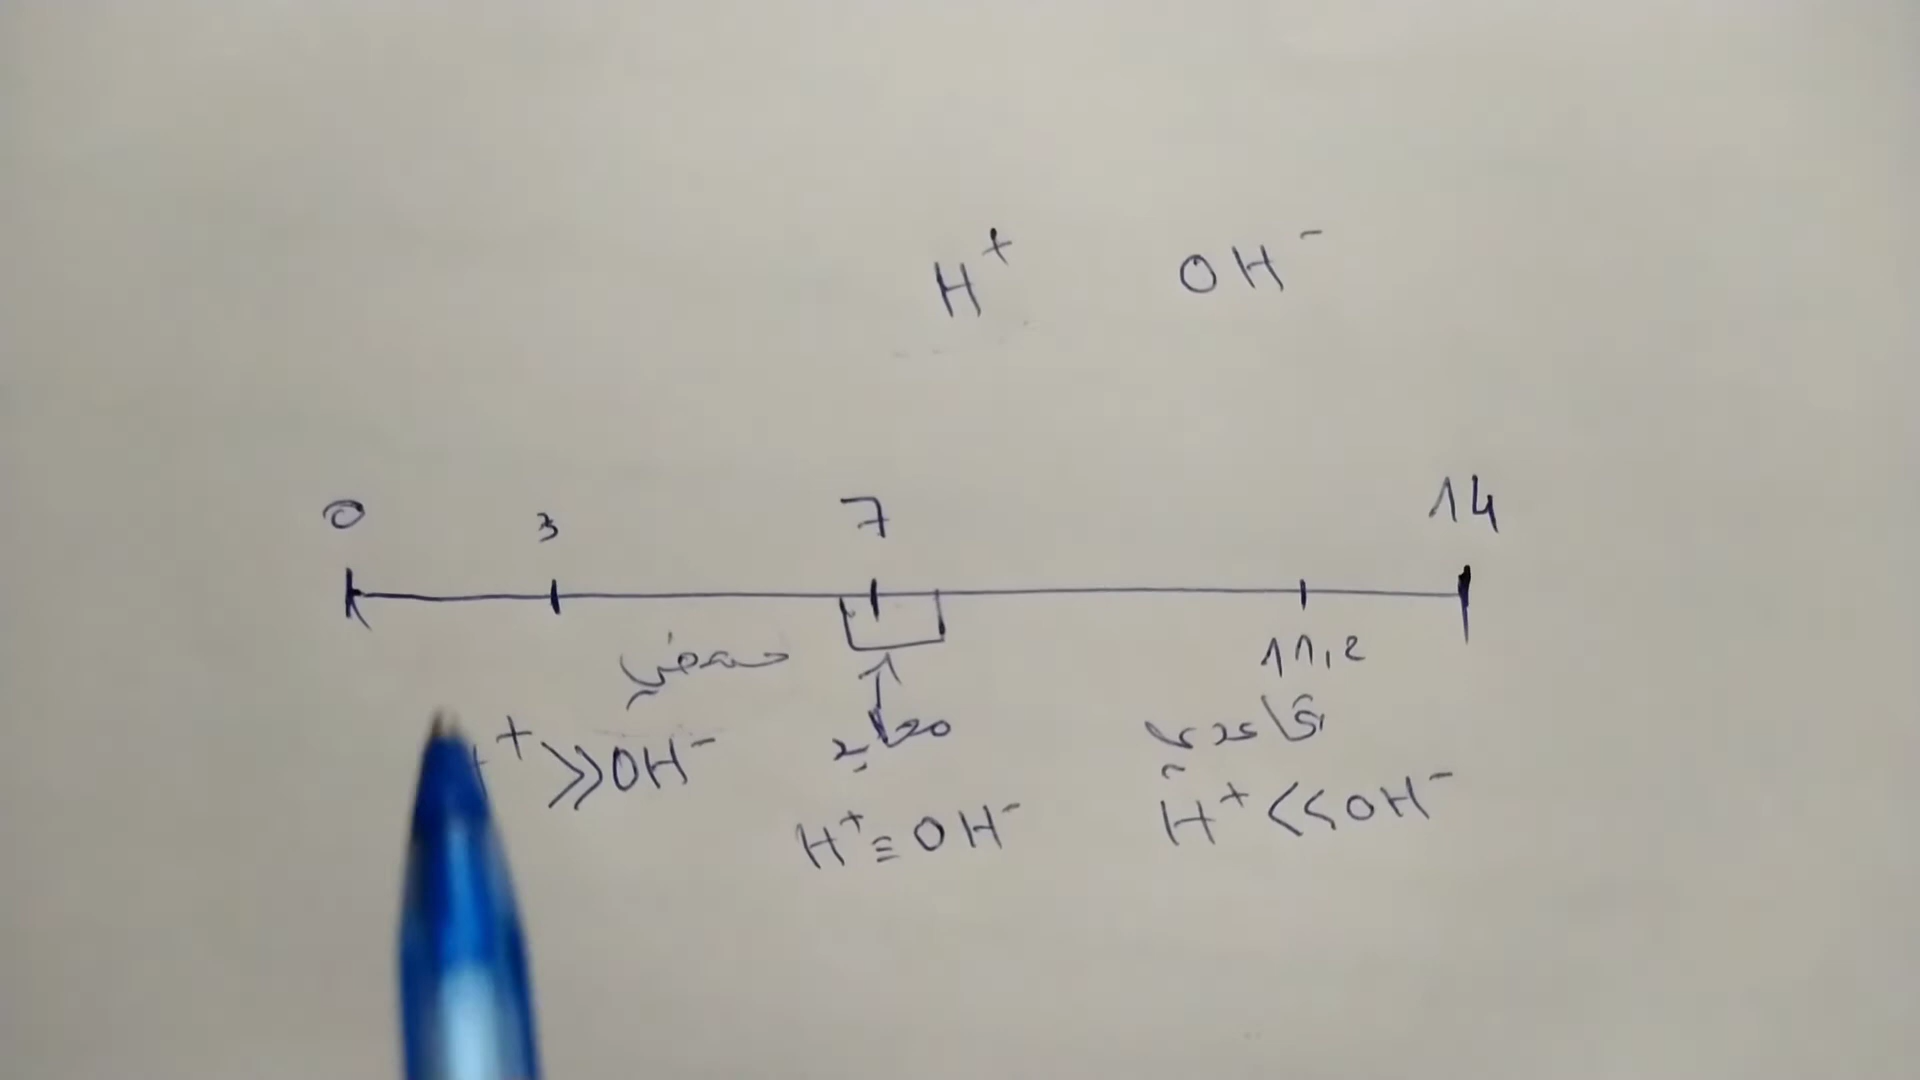 H⁺ OH⁻
0 3 7 14
11,2
حمضي محايد قاعدي
⁺ >> OH⁻ H⁺ ≡ OH⁻ H⁺ << OH⁻